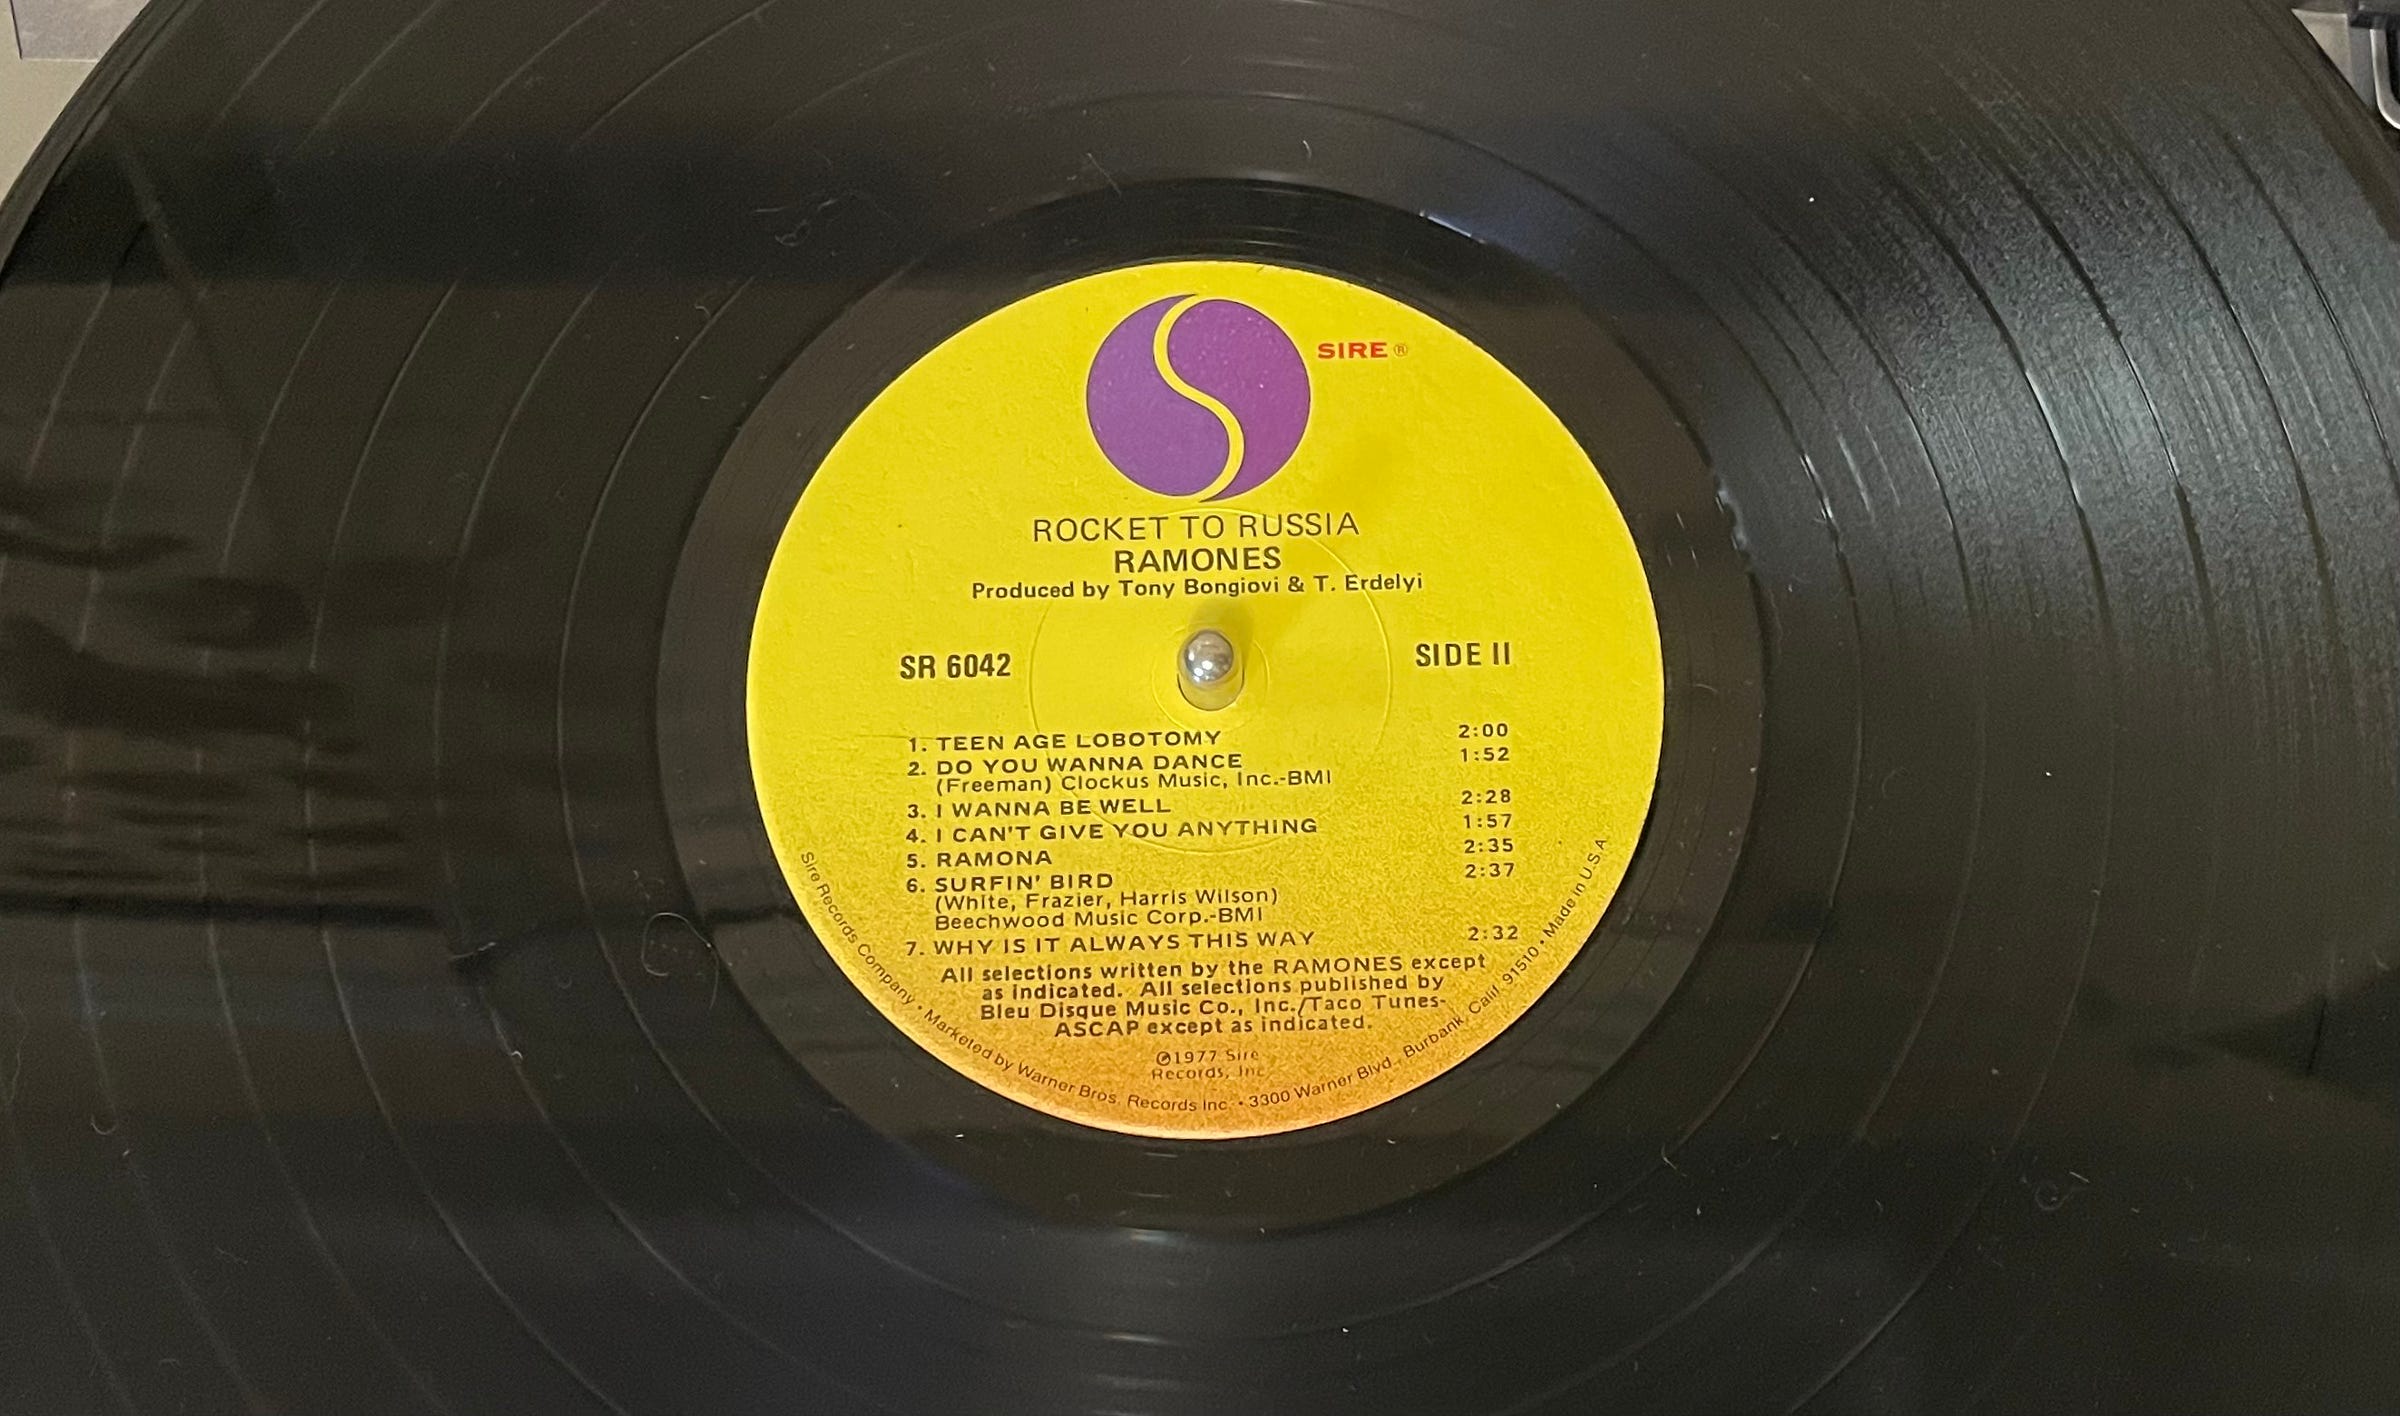 SIRE ®
ROCKET TO RUSSIA
RAMONES
Produced by Tony Bongiovi & T. Erdelyi
SR 6042
SIDE II
1. TEEN AGE LOBOTOMY 2:00
2. DO YOU WANNA DANCE 1:52
(Freeman) Clockus Music, Inc.-BMI
3. I WANNA BE WELL 2:28
4. I CAN'T GIVE YOU ANYTHING 1:57
5. RAMONA 2:35
6. SURFIN' BIRD 2:37
(White, Frazier, Harris Wilson)
Beechwood Music Corp.-BMI
7. WHY IS IT ALWAYS THIS WAY 2:32
All selections written by the RAMONES except
as indicated. All selections published by
Bleu Disque Music Co., Inc./Taco Tunes-
ASCAP except as indicated.
℗1977 Sire
Records, Inc
Sire Records Company • Marketed by Warner Bros. Records Inc. • 3300 Warner Blvd., Burbank, Calif. 91510 • Made in U.S.A.